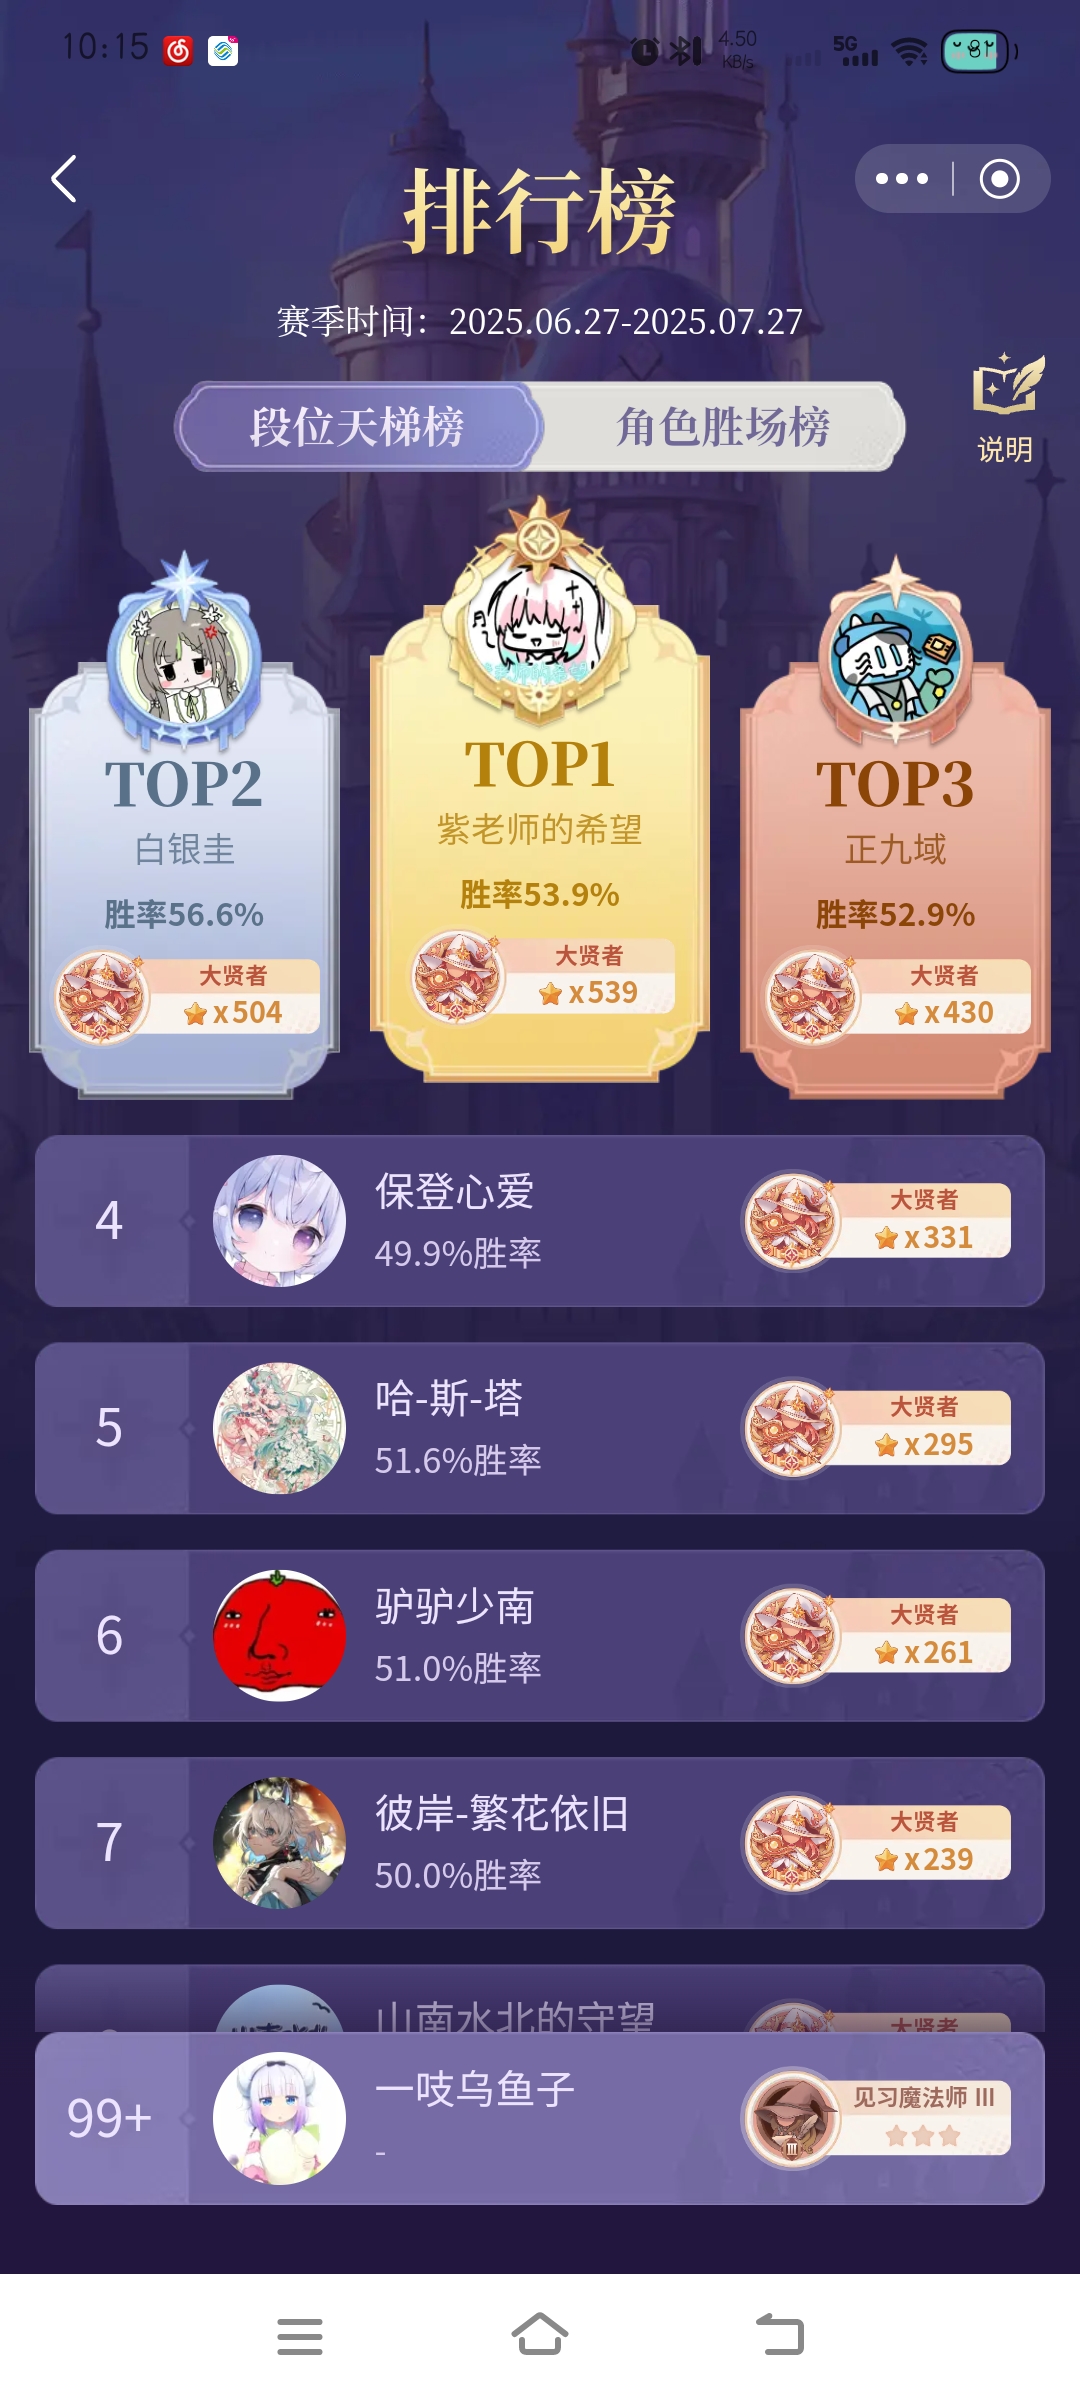 10:15
4.50
KB/s
5G
81
排行榜
赛季时间：2025.06.27-2025.07.27
段位天梯榜
角色胜场榜
说明
TOP2
白银圭
胜率56.6%
大贤者
x504
TOP1
紫老师的希望
胜率53.9%
大贤者
x539
TOP3
正九域
胜率52.9%
大贤者
x430
4
保登心爱
49.9%胜率
大贤者
x331
5
哈-斯-塔
51.6%胜率
大贤者
x295
6
驴驴少南
51.0%胜率
大贤者
x261
7
彼岸-繁花依旧
50.0%胜率
大贤者
x239
山南水北的守望
大贤者
99+
一吱乌鱼子
-
见习魔法师 III
III